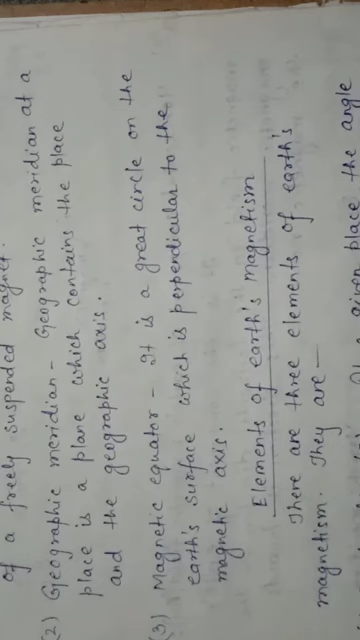 of a freely suspended magnet.
(2) Geographic meridian - Geographic meridian at a
place is a plane which contains the place
and the geographic axis.
(3) Magnetic equator - It is a great circle on the
earth's surface which is perpendicular to the
magnetic axis.
Elements of earth's magnetism
There are three elements of earth's
magnetism. They are —
given place the angle